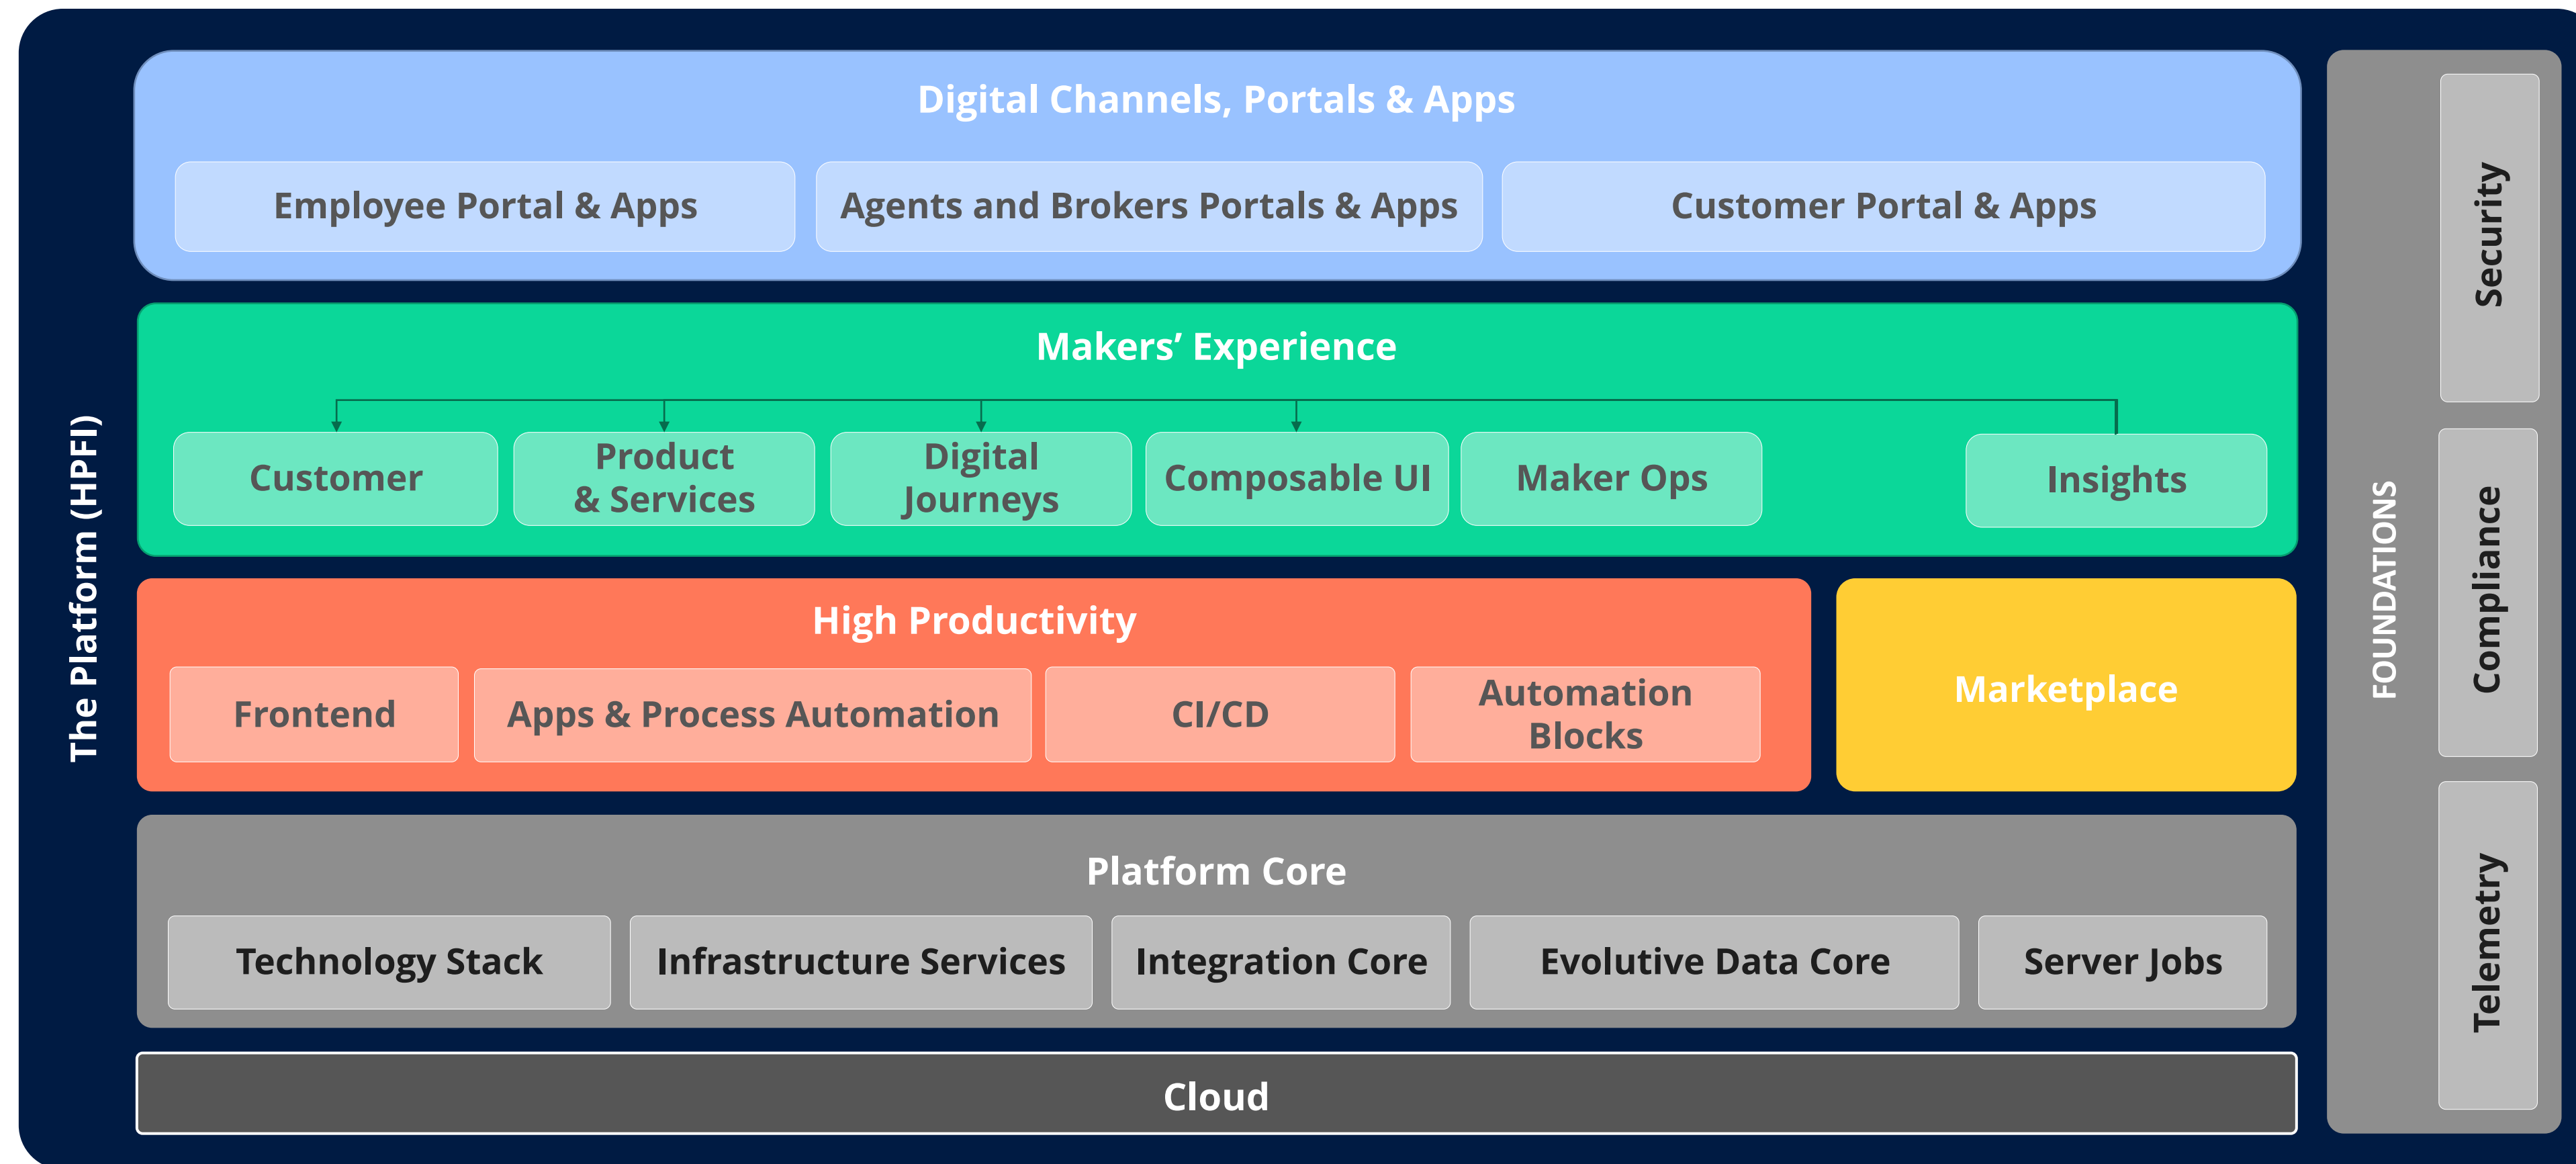 The Platform (HPFI)
Digital Channels, Portals & Apps
Employee Portal & Apps
Agents and Brokers Portals & Apps
Customer Portal & Apps
Makers’ Experience
Customer
Product
& Services
Digital
Journeys
Composable UI
Maker Ops
Insights
High Productivity
Frontend
Apps & Process Automation
CI/CD
Automation
Blocks
Marketplace
Platform Core
Technology Stack
Infrastructure Services
Integration Core
Evolutive Data Core
Server Jobs
Cloud
FOUNDATIONS
Security
Compliance
Telemetry